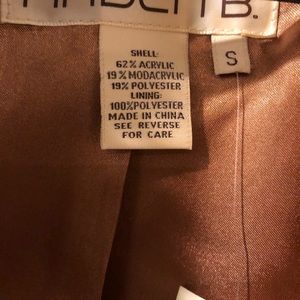 B.
S
SHELL:
62% ACRYLIC
19% MODACRYLIC
19% POLYESTER
LINING:
100% POLYESTER
MADE IN CHINA
SEE REVERSE
FOR CARE